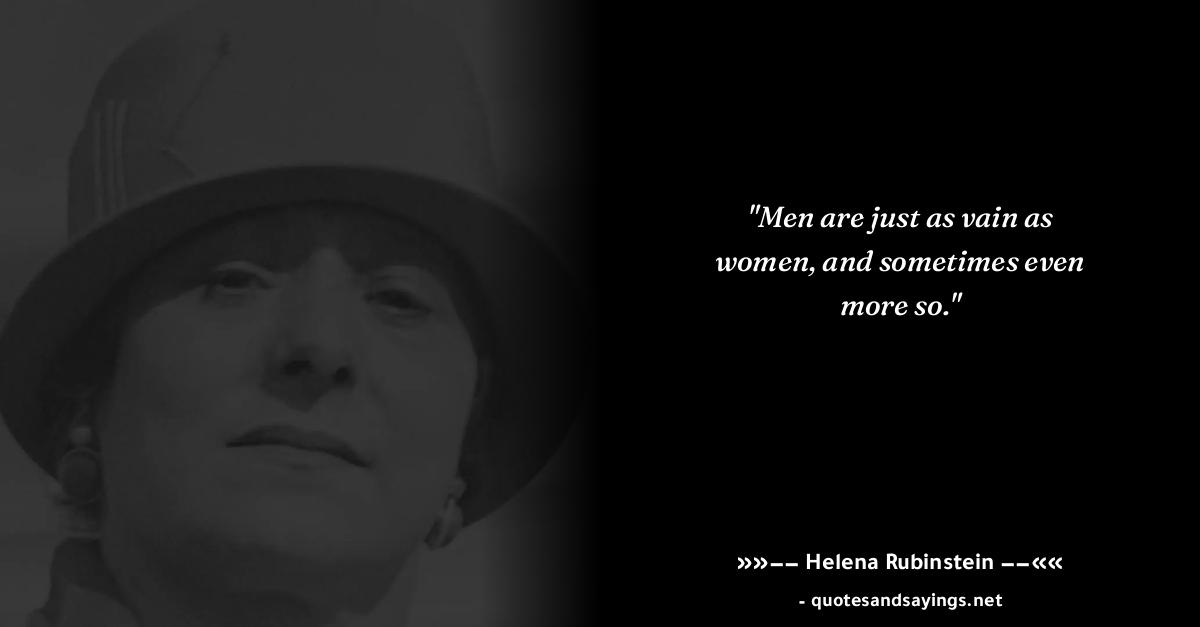 "Men are just as vain as
women, and sometimes even
more so."
»»–– Helena Rubinstein ––««
- quotesandsayings.net